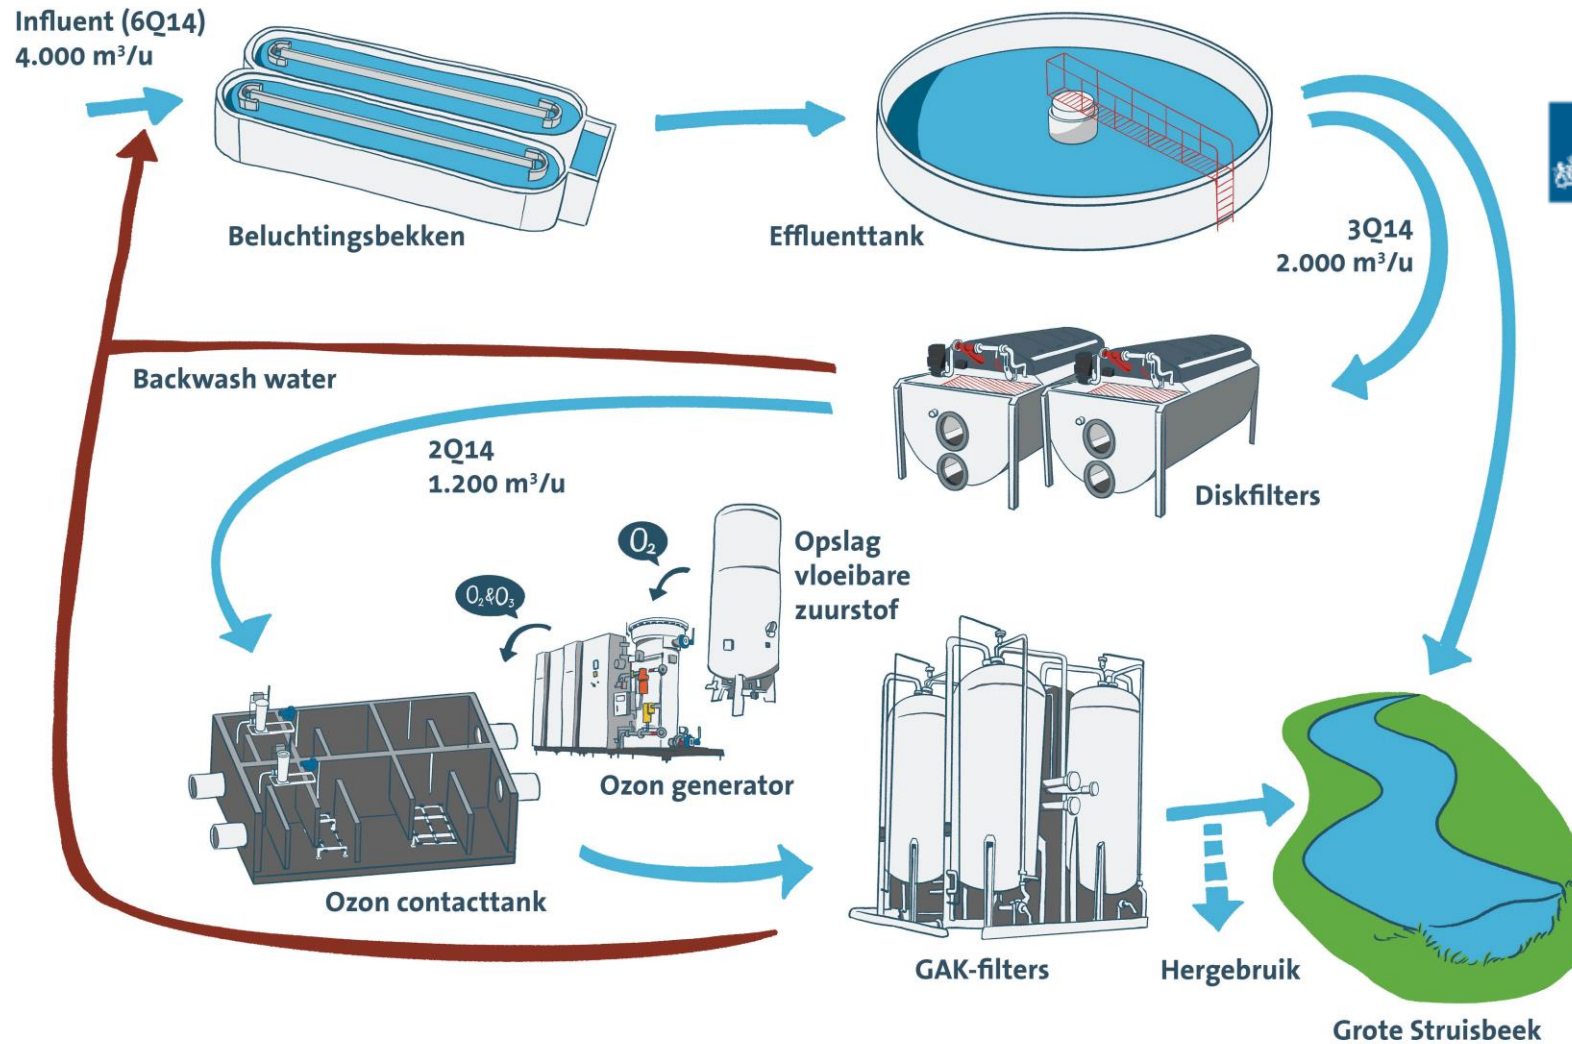 Influent (6Q14)
4.000 m³/u
Beluchtingsbekken
Effluenttank
3Q14
2.000 m³/u
Backwash water
2Q14
1.200 m³/u
Diskfilters
O₂
Opslag
vloeibare
zuurstof
O₂&O₃
Ozon generator
Ozon contacttank
GAK-filters
Hergebruik
Grote Struisbeek